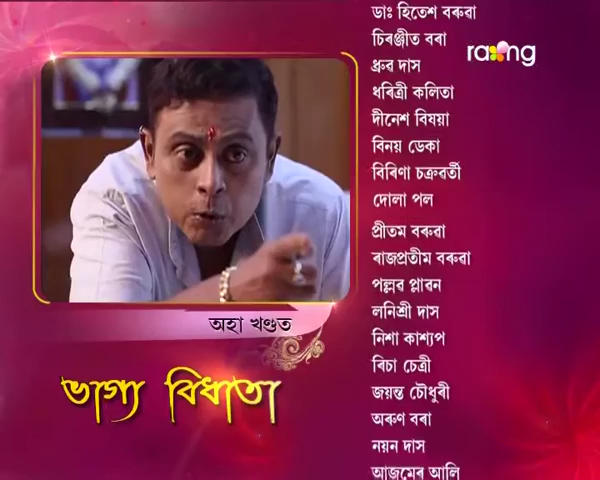 ডাঃ হিতেশ বৰুৱা
চিৰঞ্জীত বৰা
ধ্ৰুৱ দাস
ধৰিত্ৰী কলিতা
দীনেশ বিষয়া
বিনয় ডেকা
বিৰিণা চক্ৰৱৰ্তী
দোলা পল
প্ৰীতম বৰুৱা
ৰাজপ্ৰতীম বৰুৱা
পল্লৱ প্লাৱন
লনিশ্ৰী দাস
নিশা কাশ্যপ
ৰিচা চেত্ৰী
জয়ন্ত চৌধুৰী
অৰুণ বৰা
নয়ন দাস
আজমেৰ আলি
rang
অহা খণ্ডত
ভাগ্য বিধাতা